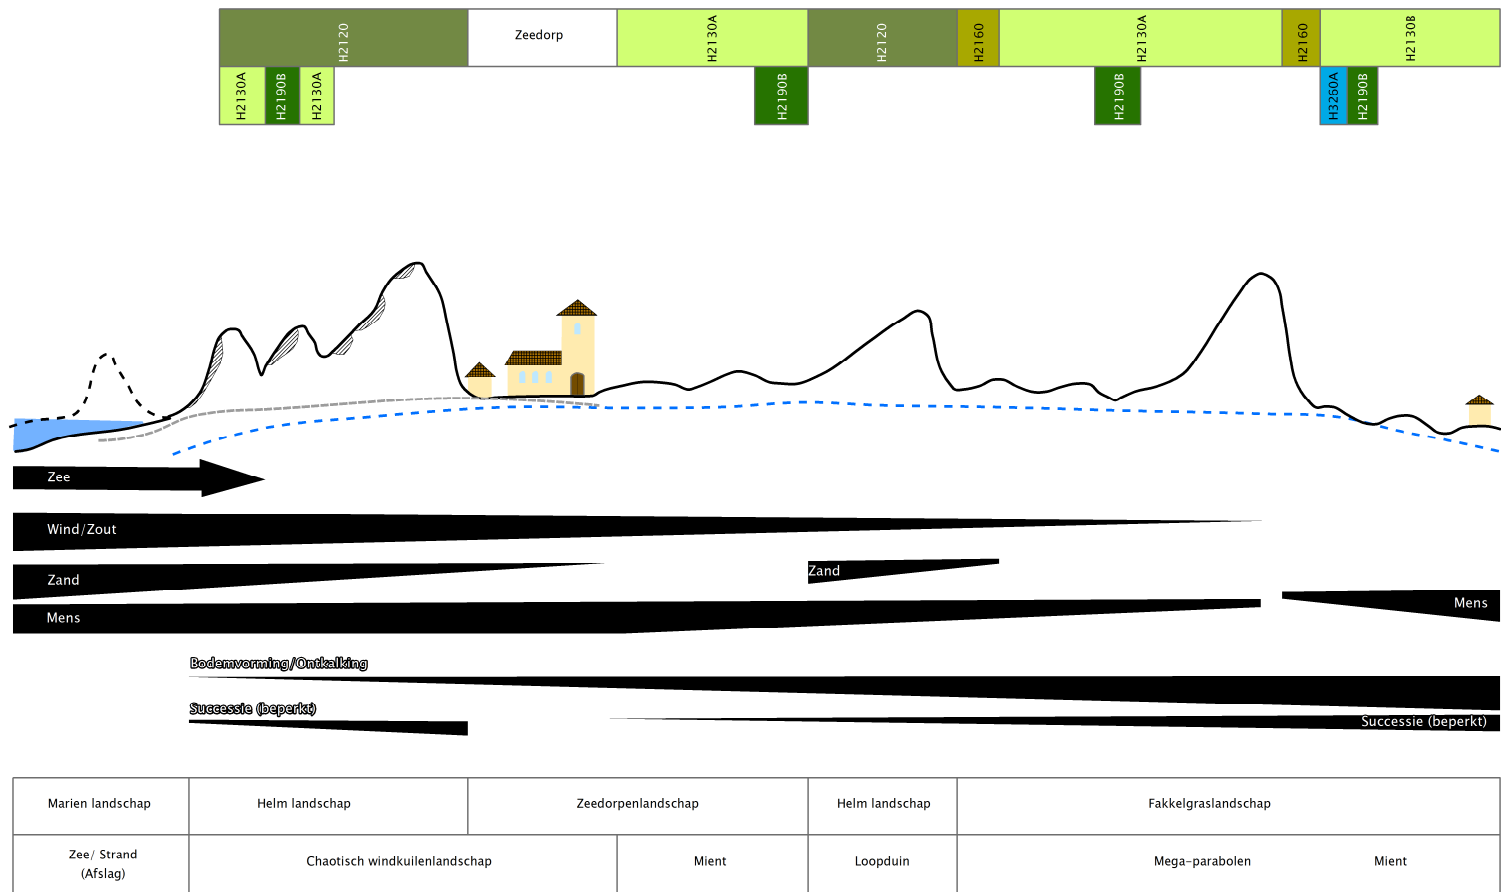 H2120
Zeedorp
H2130A
H2120
H2160
H2130A
H2160
H2130B
H2130A
H2190B
H2130A
H2190B
H2190B
H3260A
H2190B
Zee
Wind/Zout
Zand
Zand
Mens
Mens
Bodemvorming/Ontkalking
Successie (beperkt)
Successie (beperkt)
Marien landschap
Helm landschap
Zeedorpenlandschap
Helm landschap
Fakkelgraslandschap
Zee/ Strand
(Afslag)
Chaotisch windkuilenlandschap
Mient
Loopduin
Mega-parabolen
Mient